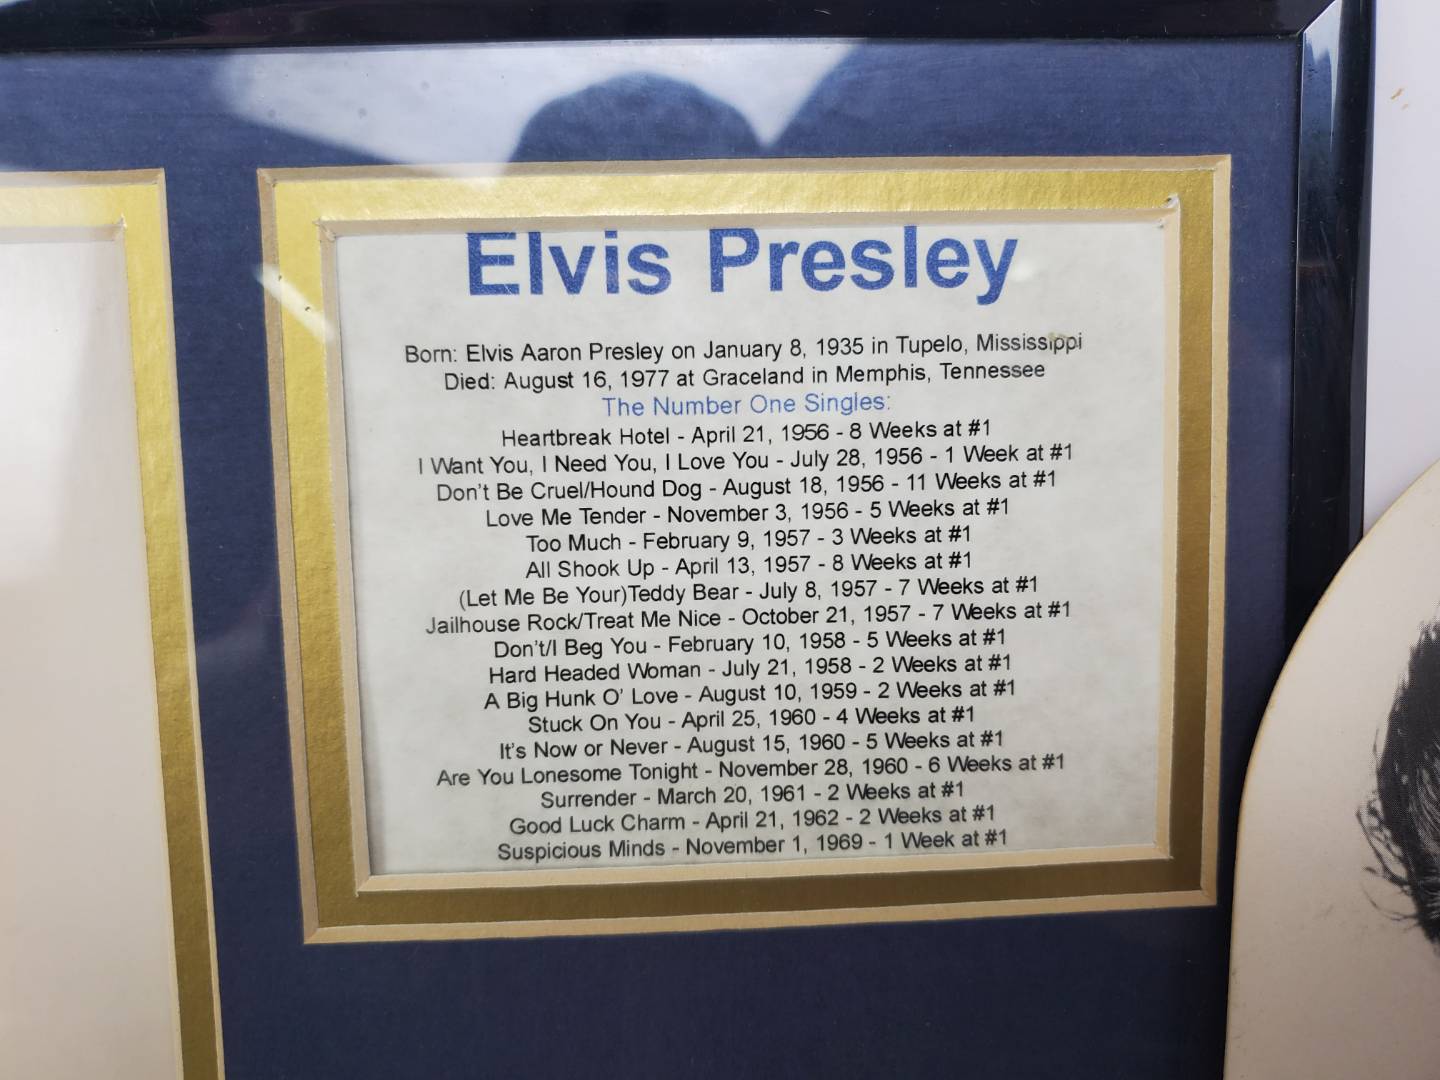 Elvis Presley
Born: Elvis Aaron Presley on January 8, 1935 in Tupelo, Mississippi
Died: August 16, 1977 at Graceland in Memphis, Tennessee
The Number One Singles:
Heartbreak Hotel - April 21, 1956 - 8 Weeks at #1
I Want You, I Need You, I Love You - July 28, 1956 - 1 Week at #1
Don't Be Cruel/Hound Dog - August 18, 1956 - 11 Weeks at #1
Love Me Tender - November 3, 1956 - 5 Weeks at #1
Too Much - February 9, 1957 - 3 Weeks at #1
All Shook Up - April 13, 1957 - 8 Weeks at #1
(Let Me Be Your)Teddy Bear - July 8, 1957 - 7 Weeks at #1
Jailhouse Rock/Treat Me Nice - October 21, 1957 - 7 Weeks at #1
Don't/I Beg You - February 10, 1958 - 5 Weeks at #1
Hard Headed Woman - July 21, 1958 - 2 Weeks at #1
A Big Hunk O' Love - August 10, 1959 - 2 Weeks at #1
Stuck On You - April 25, 1960 - 4 Weeks at #1
It's Now or Never - August 15, 1960 - 5 Weeks at #1
Are You Lonesome Tonight - November 28, 1960 - 6 Weeks at #1
Surrender - March 20, 1961 - 2 Weeks at #1
Good Luck Charm - April 21, 1962 - 2 Weeks at #1
Suspicious Minds - November 1, 1969 - 1 Week at #1